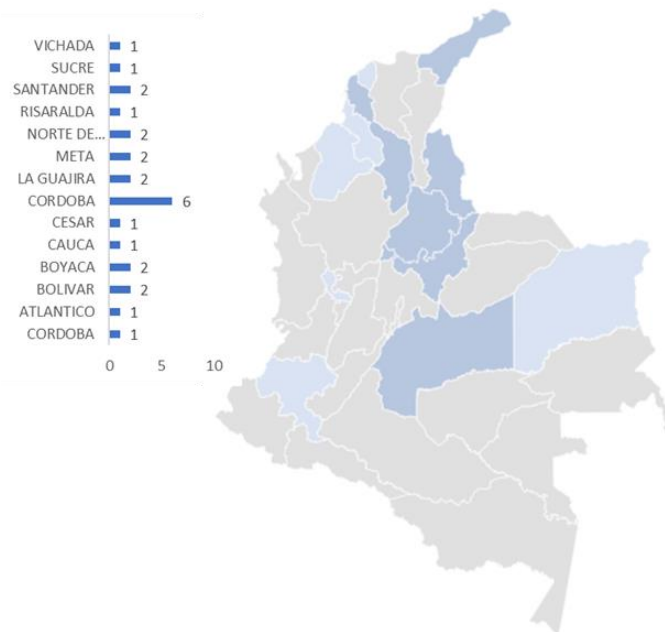 VICHADA 1
SUCRE 1
SANTANDER 2
RISARALDA 1
NORTE DE... 2
META 2
LA GUAJIRA 2
CORDOBA 6
CESAR 1
CAUCA 1
BOYACA 2
BOLIVAR 2
ATLANTICO 1
CORDOBA 1
0 5 10